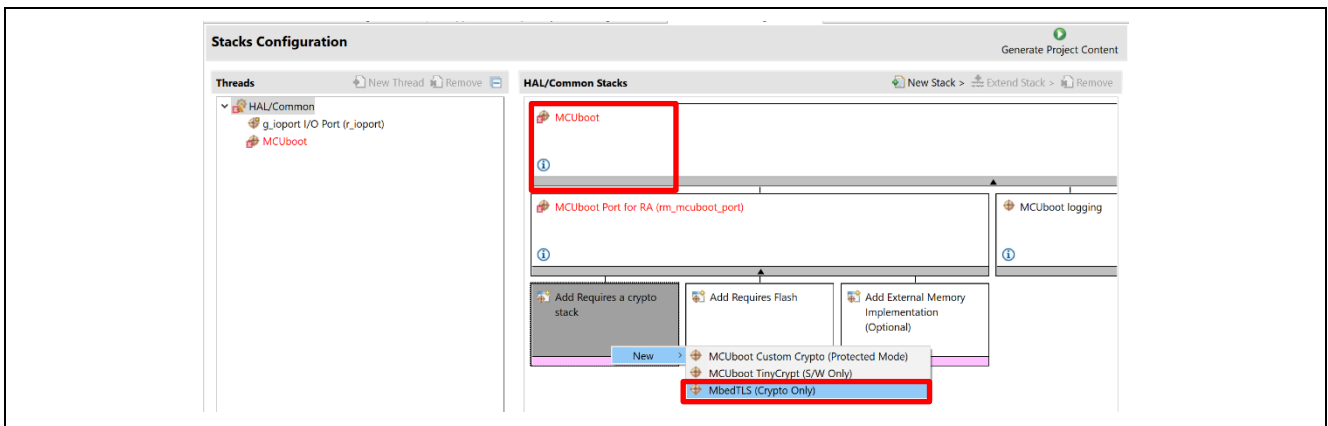 Stacks Configuration
Generate Project Content
Threads
New Thread
Remove
HAL/Common Stacks
New Stack >
Extend Stack >
Remove
HAL/Common
g_ioport I/O Port (r_ioport)
MCUboot
MCUboot
MCUboot Port for RA (rm_mcuboot_port)
MCUboot logging
Add Requires a crypto
stack
Add Requires Flash
Add External Memory
Implementation
(Optional)
New >
MCUboot Custom Crypto (Protected Mode)
MCUboot TinyCrypt (S/W Only)
MbedTLS (Crypto Only)